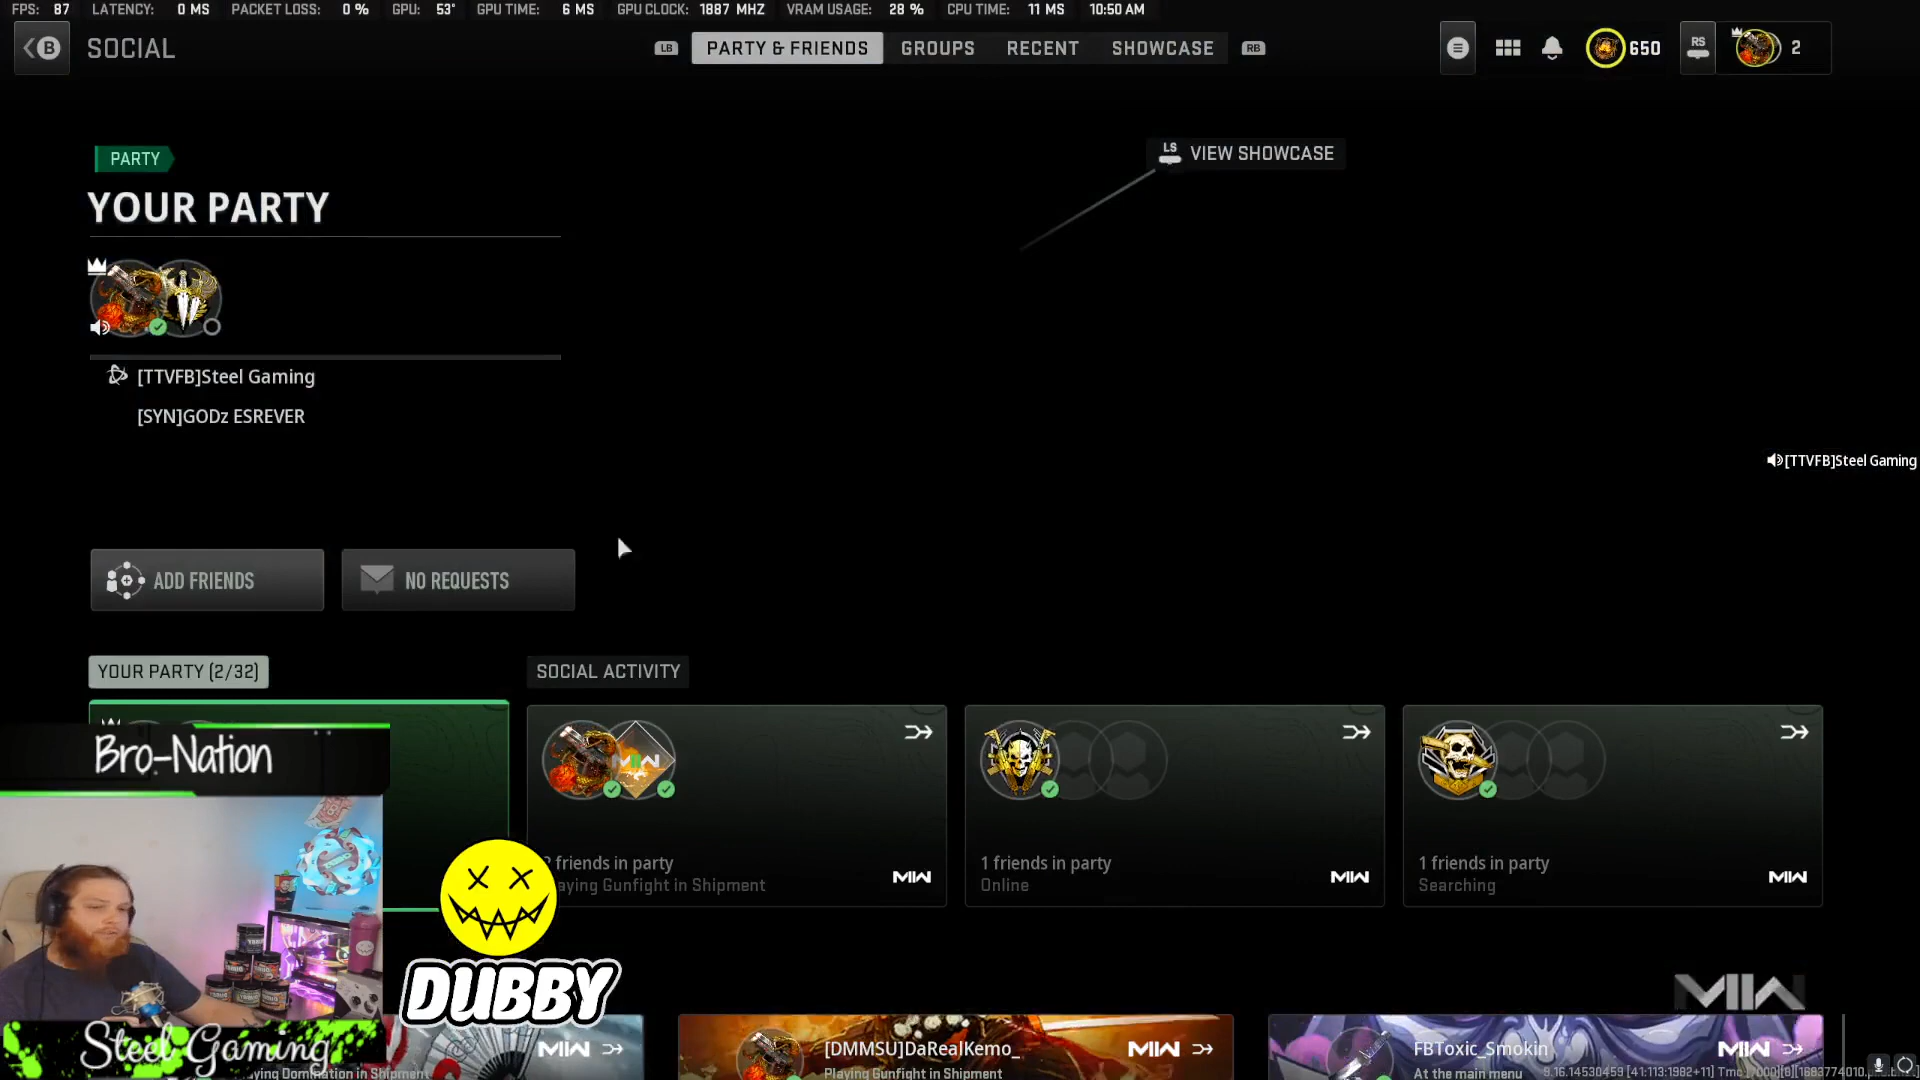 FPS: 87 LATENCY: 0 MS PACKET LOSS: 0 % GPU: 53° GPU TIME: 6 MS GPU CLOCK: 1887 MHZ VRAM USAGE: 28 % CPU TIME: 11 MS 10:50 AM
B SOCIAL LB PARTY & FRIENDS GROUPS RECENT SHOWCASE RB 650 RS 2
PARTY
LS VIEW SHOWCASE
YOUR PARTY
[TTVFB]Steel Gaming
[SYN]GODz ESREVER
[TTVFB]Steel Gaming
ADD FRIENDS NO REQUESTS
YOUR PARTY (2/32) SOCIAL ACTIVITY
Bro-Nation
friends in party MW 1 friends in party MW 1 friends in party MW
aying Gunfight in Shipment Online Searching
DUBBY
MW
Steel Gaming
MW [DMMSU]DaRealKemo_ MW FBToxic_Smokin MW
ying Domination in Shipment Playing Gunfight in Shipment At the main menu